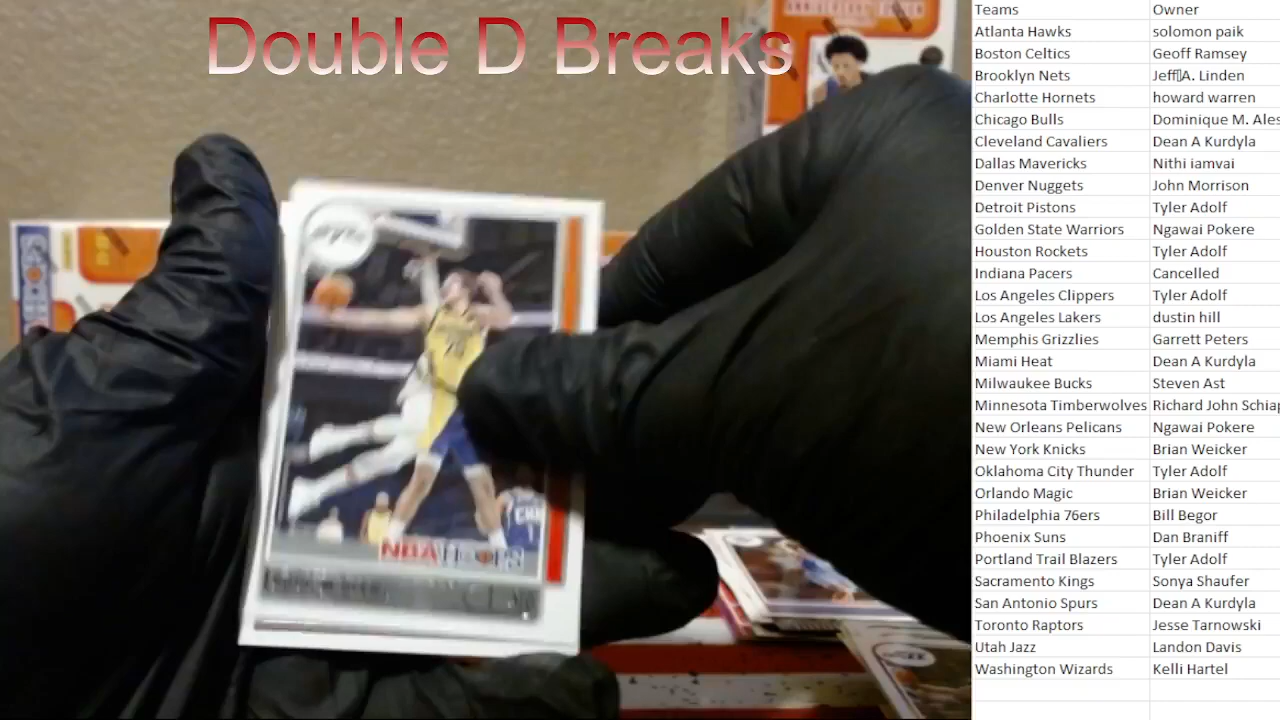 Double D Breaks
NBA HOOPS
Teams Owner
Atlanta Hawks solomon paik
Boston Celtics Geoff Ramsey
Brooklyn Nets Jeff A. Linden
Charlotte Hornets howard warren
Chicago Bulls Dominique M. Ales
Cleveland Cavaliers Dean A Kurdyla
Dallas Mavericks Nithi iamvai
Denver Nuggets John Morrison
Detroit Pistons Tyler Adolf
Golden State Warriors Ngawai Pokere
Houston Rockets Tyler Adolf
Indiana Pacers Cancelled
Los Angeles Clippers Tyler Adolf
Los Angeles Lakers dustin hill
Memphis Grizzlies Garrett Peters
Miami Heat Dean A Kurdyla
Milwaukee Bucks Steven Ast
Minnesota Timberwolves Richard John Schiap
New Orleans Pelicans Ngawai Pokere
New York Knicks Brian Weicker
Oklahoma City Thunder Tyler Adolf
Orlando Magic Brian Weicker
Philadelphia 76ers Bill Begor
Phoenix Suns Dan Braniff
Portland Trail Blazers Tyler Adolf
Sacramento Kings Sonya Shaufer
San Antonio Spurs Dean A Kurdyla
Toronto Raptors Jesse Tarnowski
Utah Jazz Landon Davis
Washington Wizards Kelli Hartel